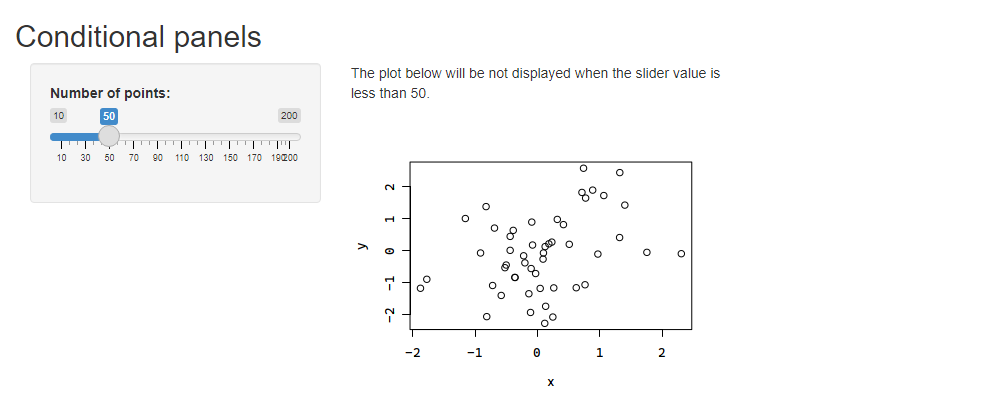 Conditional panels
Number of points:
10 50 200
10 30 50 70 90 110 130 150 170 190200
The plot below will be not displayed when the slider value is
less than 50.
y
2
1
0
−1
−2
−2 −1 0 1 2
x